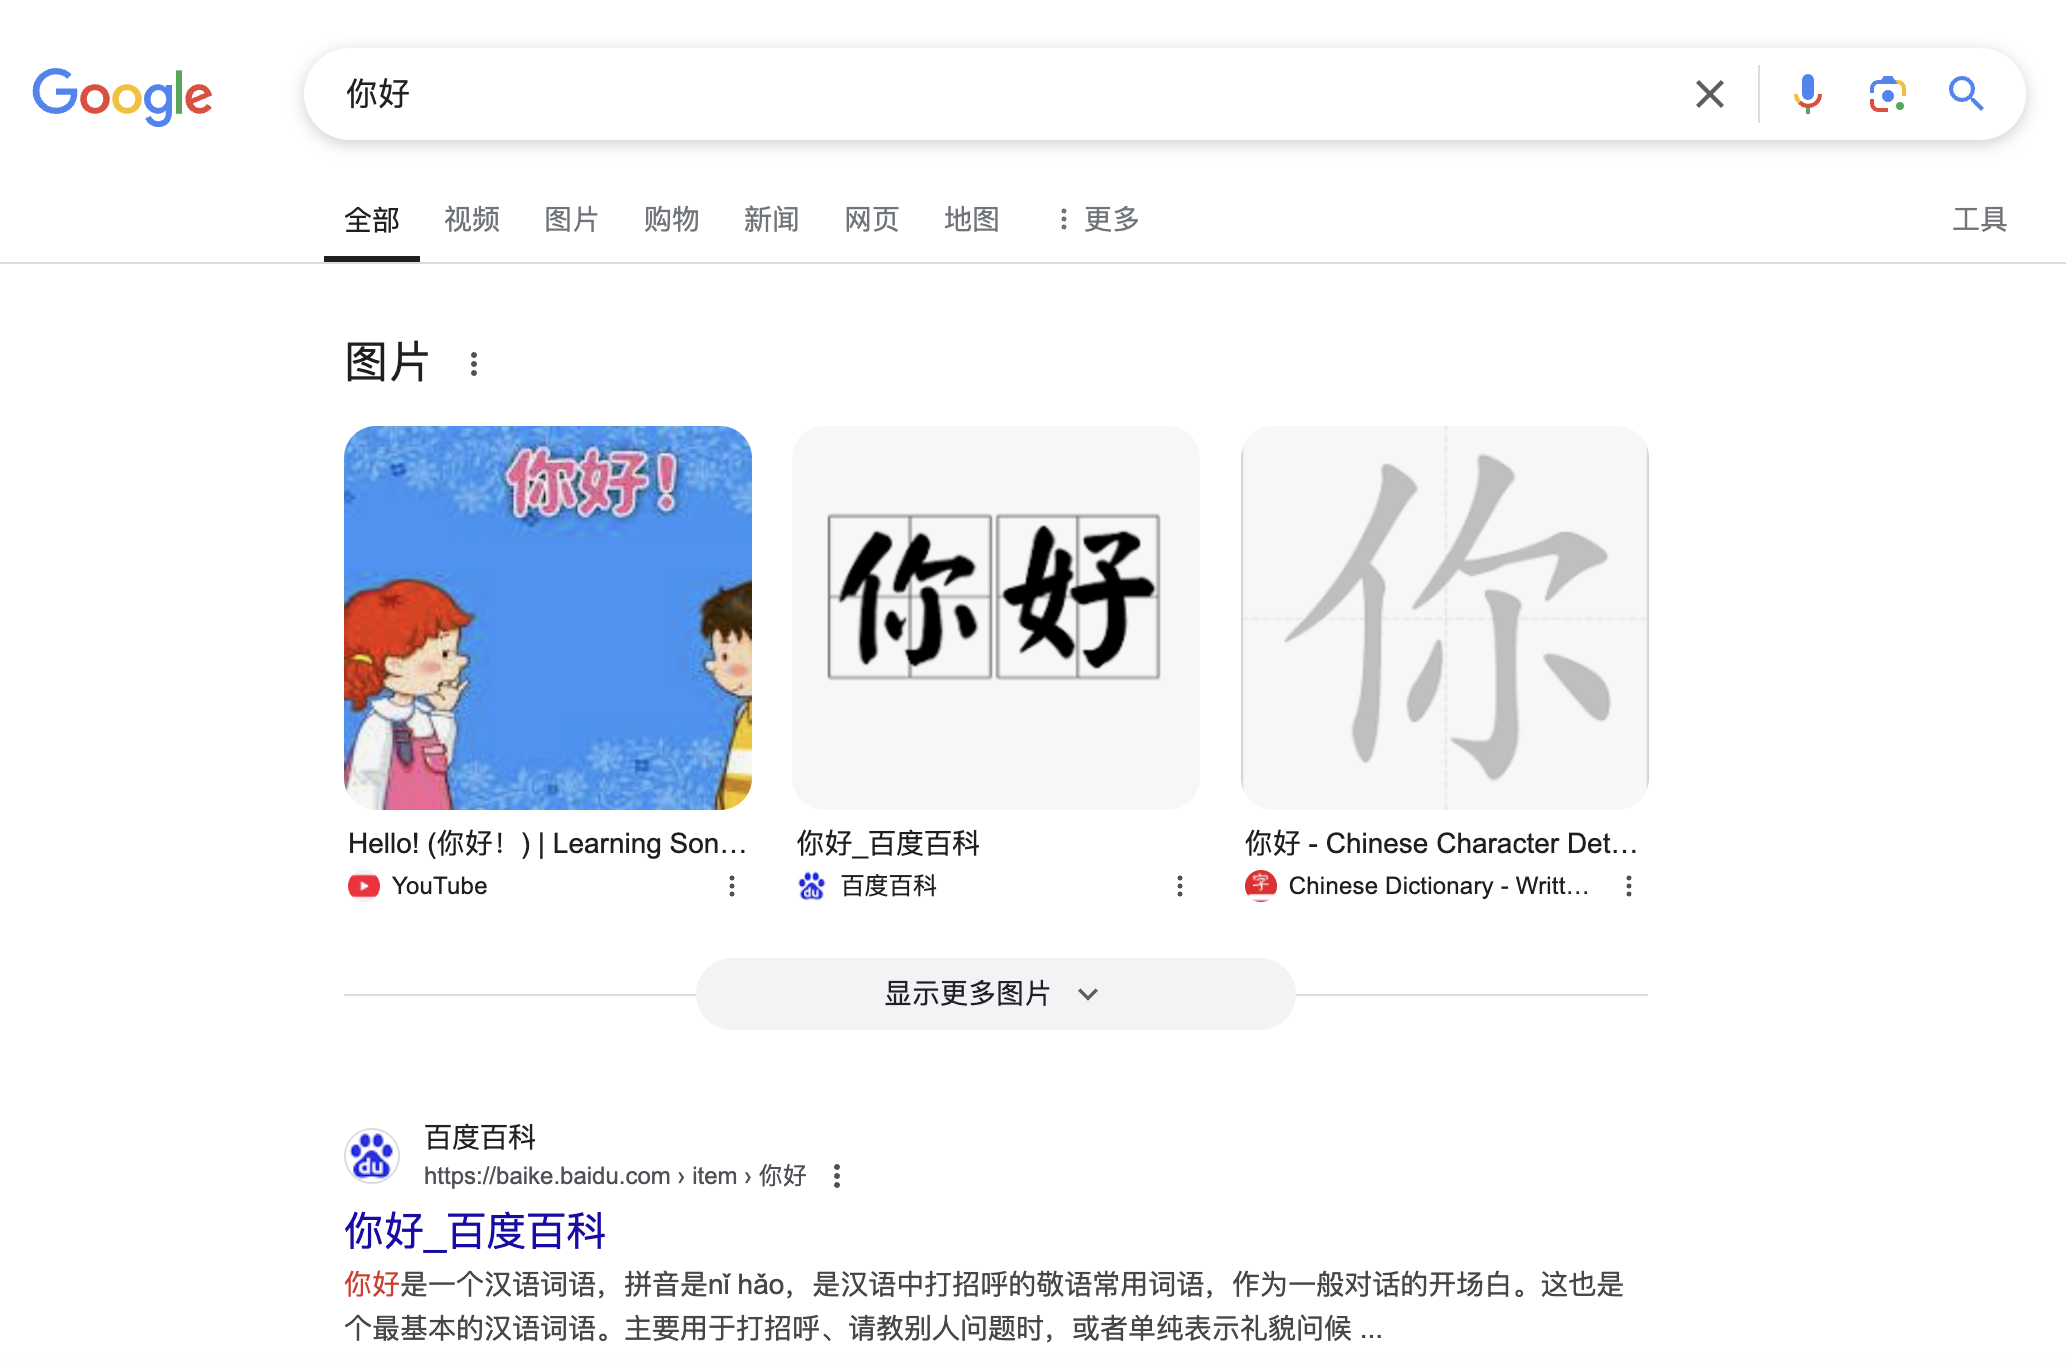 Google
你好
全部 视频 图片 购物 新闻 网页 地图 更多 工具
图片
你好！
你好
你
Hello! (你好！) | Learning Son...
YouTube
你好_百度百科
du 百度百科
你好 - Chinese Character Det...
字 Chinese Dictionary - Writt...
显示更多图片
du
百度百科
https://baike.baidu.com › item › 你好
你好_百度百科
你好是一个汉语词语，拼音是nǐ hǎo，是汉语中打招呼的敬语常用词语，作为一般对话的开场白。这也是
个最基本的汉语词语。主要用于打招呼、请教别人问题时，或者单纯表示礼貌问候 ...